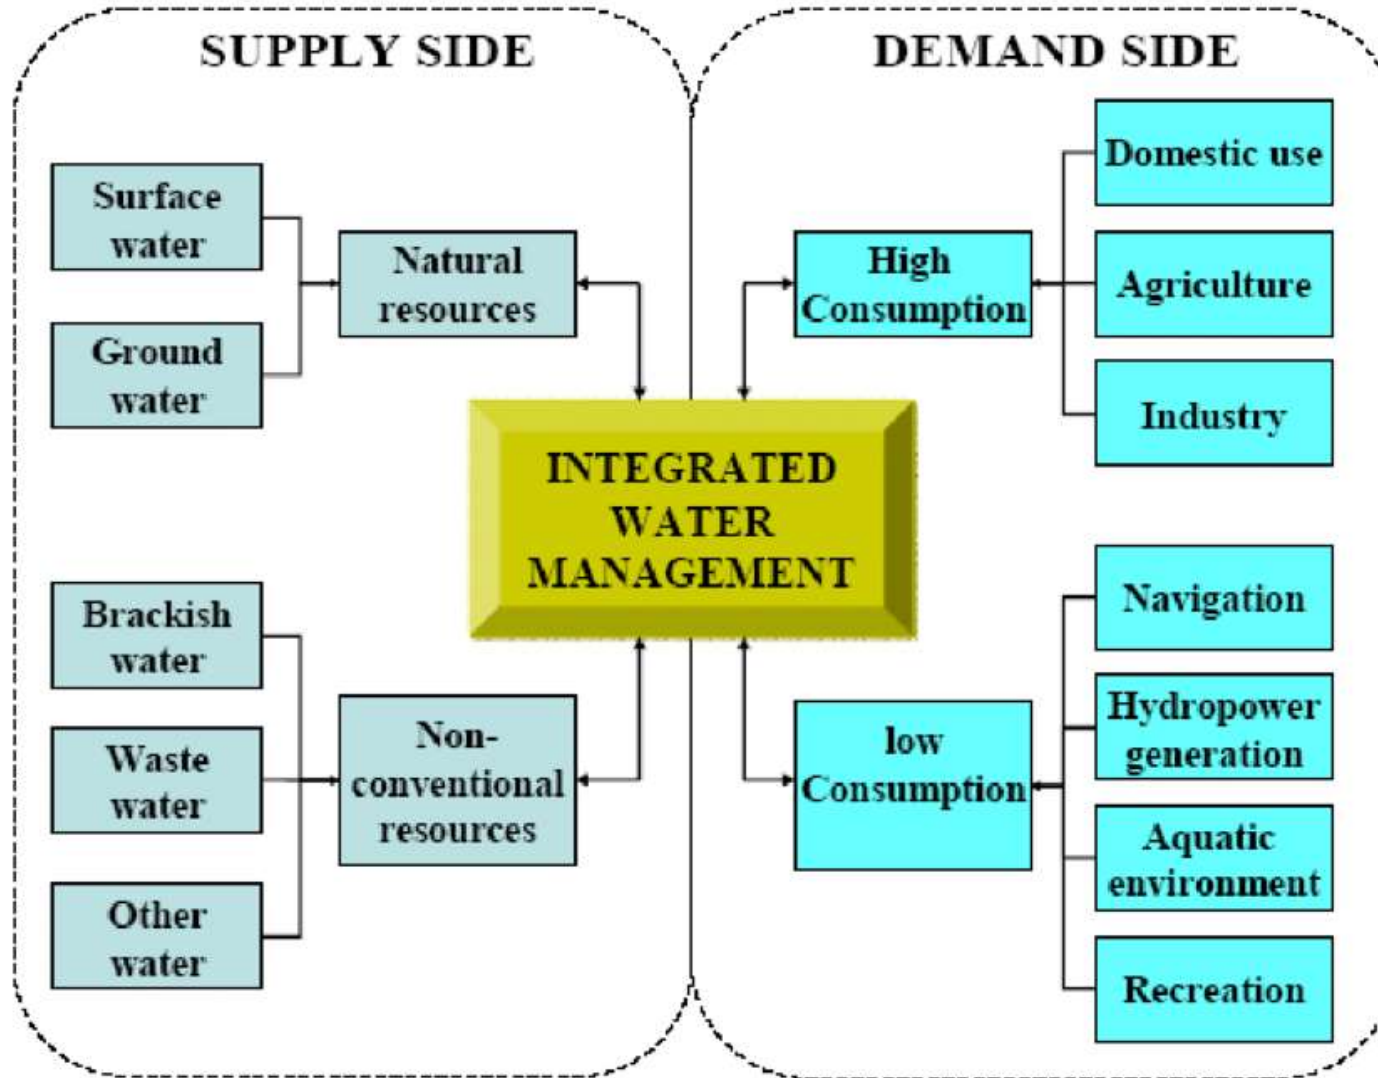 SUPPLY SIDE
Surface
water
Ground
water
Natural
resources
Brackish
water
Waste
water
Other
water
Non-
conventional
resources
INTEGRATED
WATER
MANAGEMENT
DEMAND SIDE
High
Consumption
Domestic use
Agriculture
Industry
low
Consumption
Navigation
Hydropower
generation
Aquatic
environment
Recreation